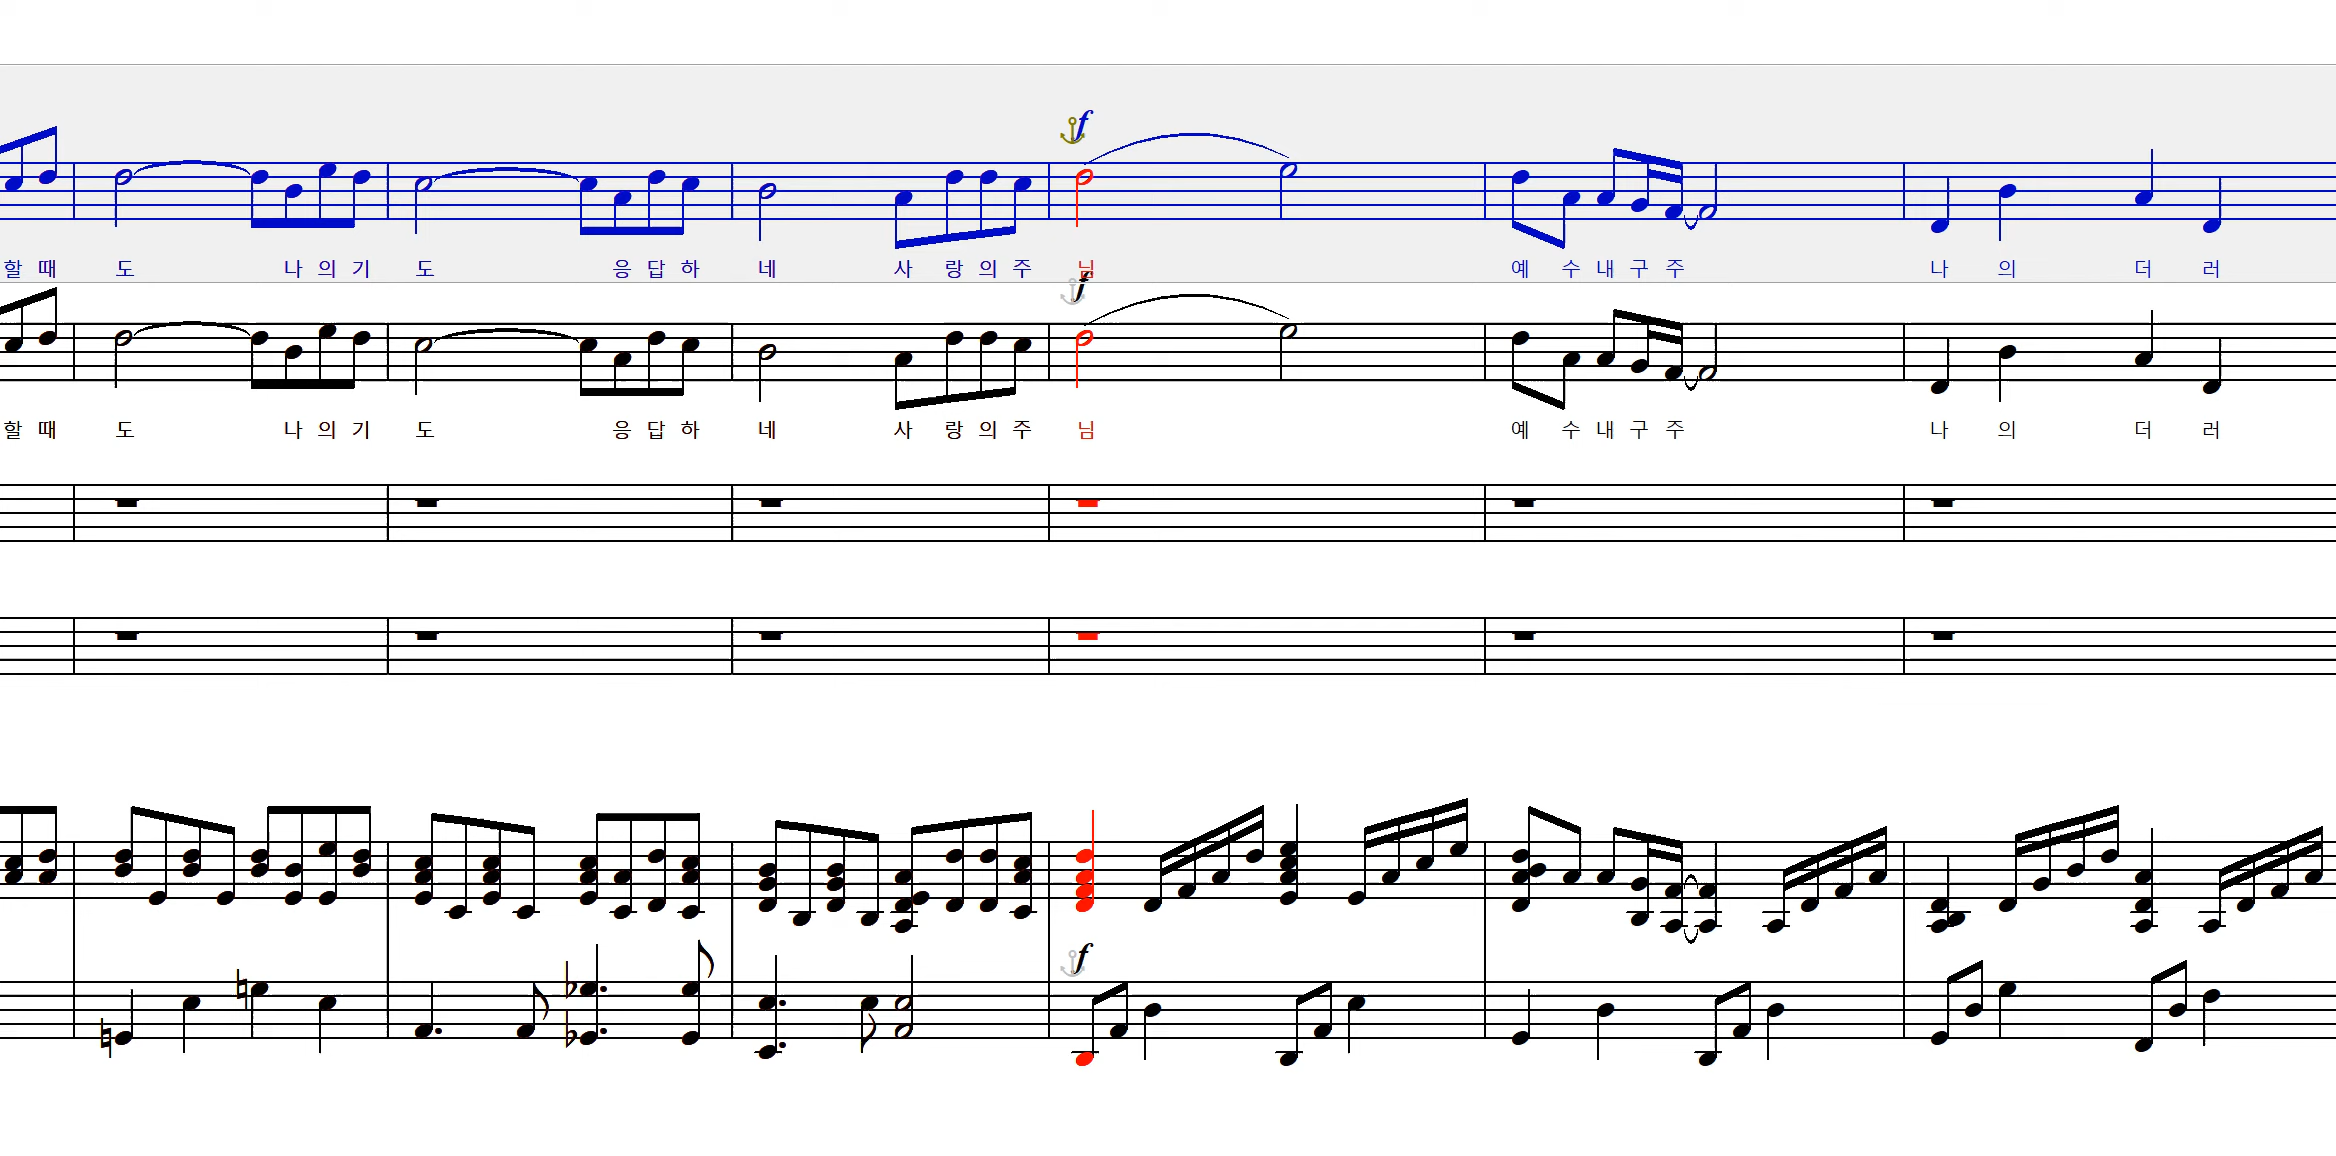 f
할 때 도 나 의 기 도 응 답 하 네 사 랑 의 주 님 예 수 내 구 주 나 의 더 러
f
할 때 도 나 의 기 도 응 답 하 네 사 랑 의 주 님 예 수 내 구 주 나 의 더 러
f